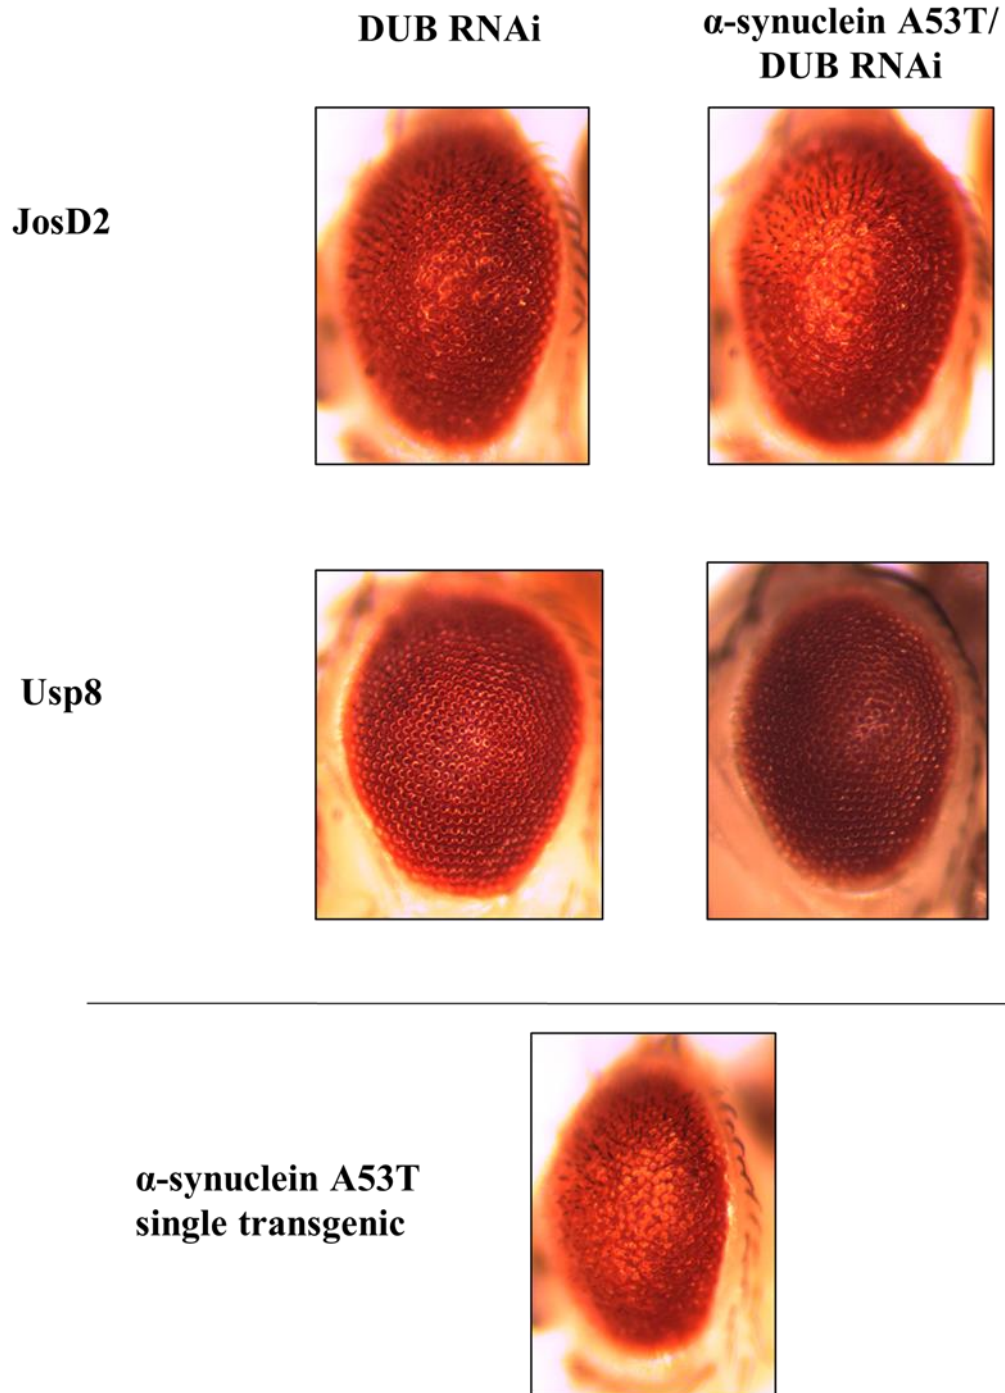 DUB RNAi
α-synuclein A53T/
DUB RNAi
JosD2
Usp8
α-synuclein A53T
single transgenic